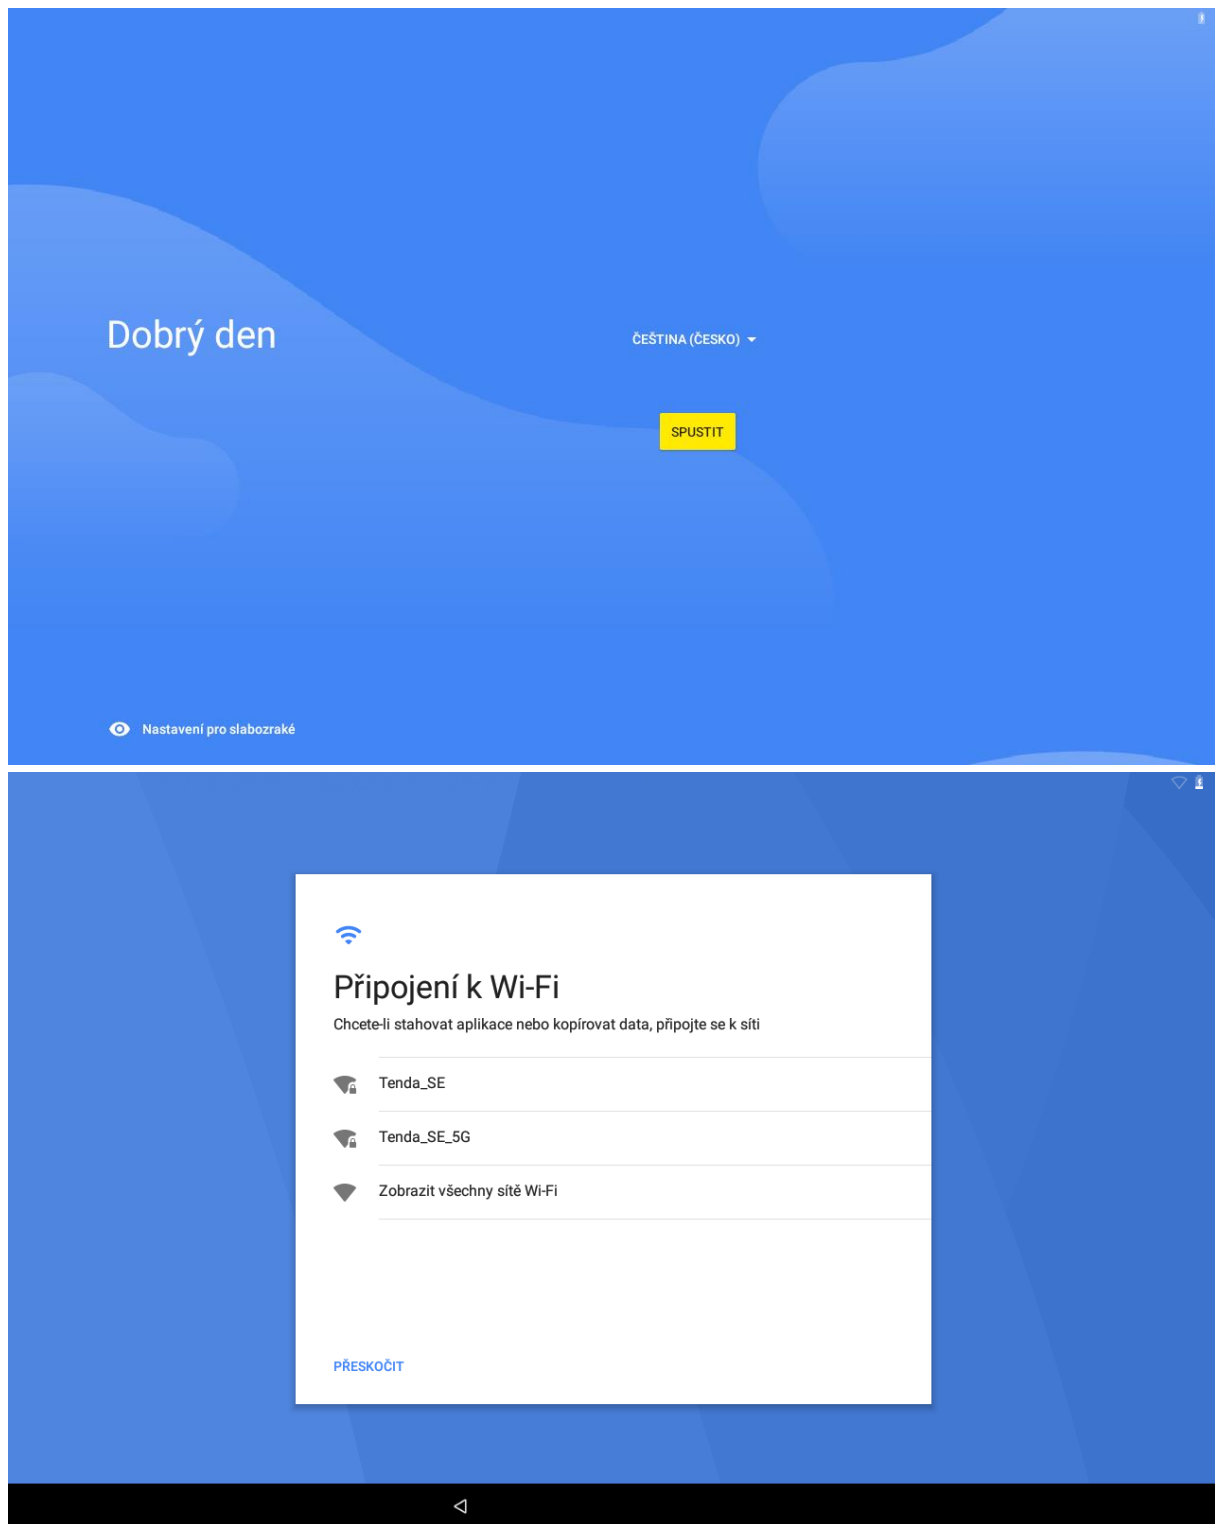 Dobrý den
ČEŠTINA (ČESKO)
SPUSTIT
Nastavení pro slabozraké
Připojení k Wi-Fi
Chcete-li stahovat aplikace nebo kopírovat data, připojte se k síti
Tenda_SE
Tenda_SE_5G
Zobrazit všechny sítě Wi-Fi
PŘESKOČIT